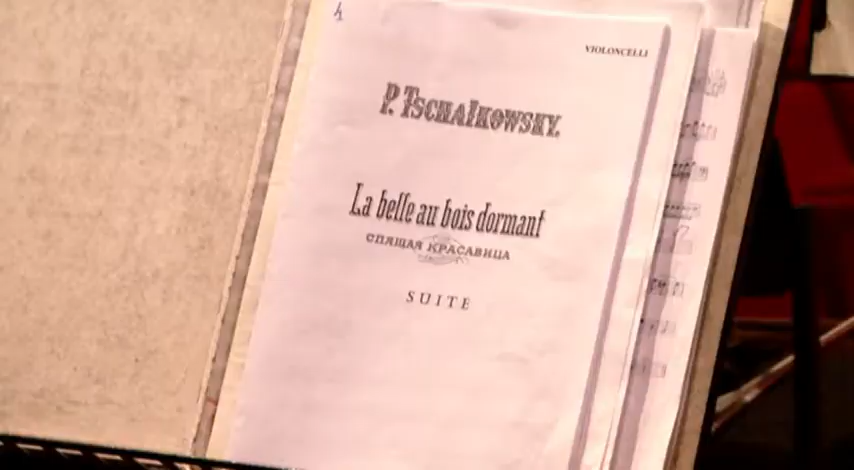 4
VIOLONCELLI
P. TSCHAÏKOWSKY.
La belle au bois dormant
СПЯЩАЯ КРАСАВИЦА
SUITE